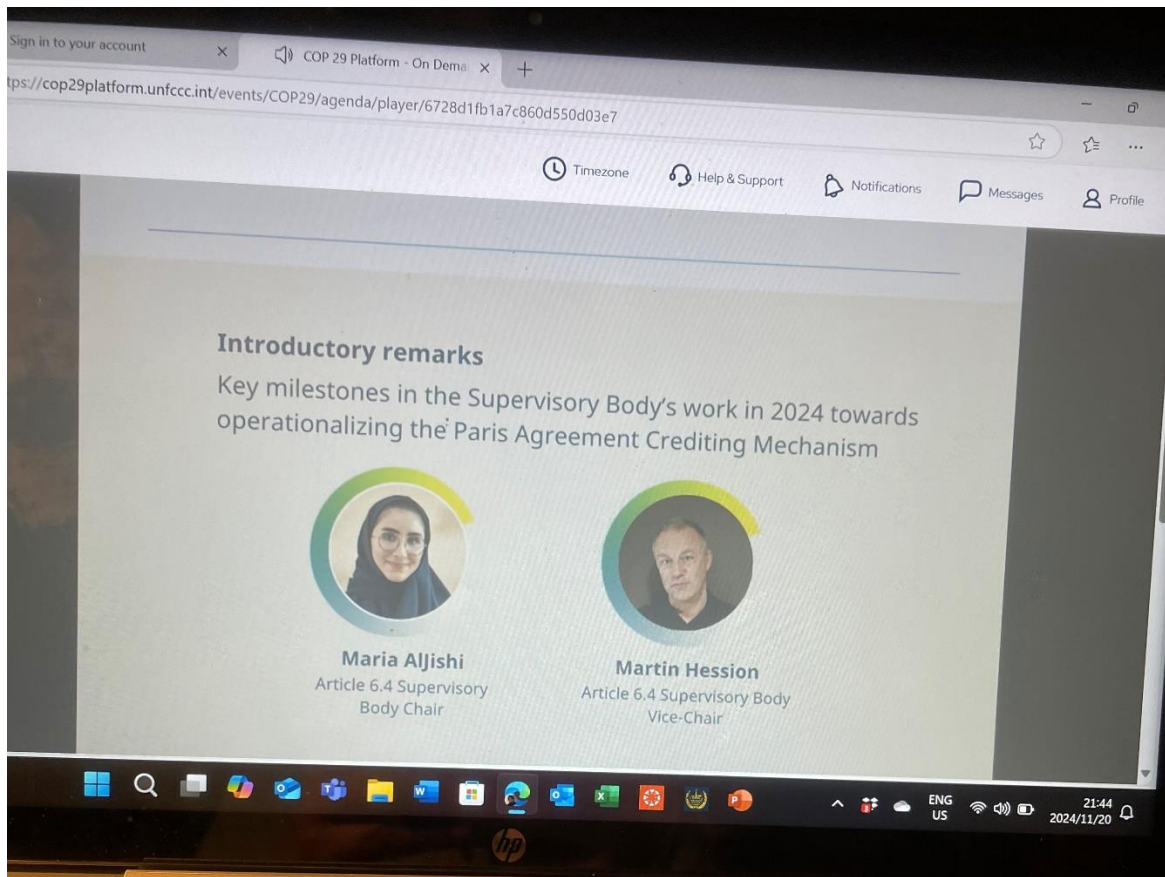 Sign in to your account
COP 29 Platform - On Dema
tps://cop29platform.unfccc.int/events/COP29/agenda/player/6728d1fb1a7c860d550d03e7
Timezone Help & Support Notifications Messages Profile
Introductory remarks
Key milestones in the Supervisory Body's work in 2024 towards
operationalizing the Paris Agreement Crediting Mechanism
Maria AlJishi
Article 6.4 Supervisory
Body Chair
Martin Hession
Article 6.4 Supervisory Body
Vice-Chair
ENG
US
21:44
2024/11/20
hp